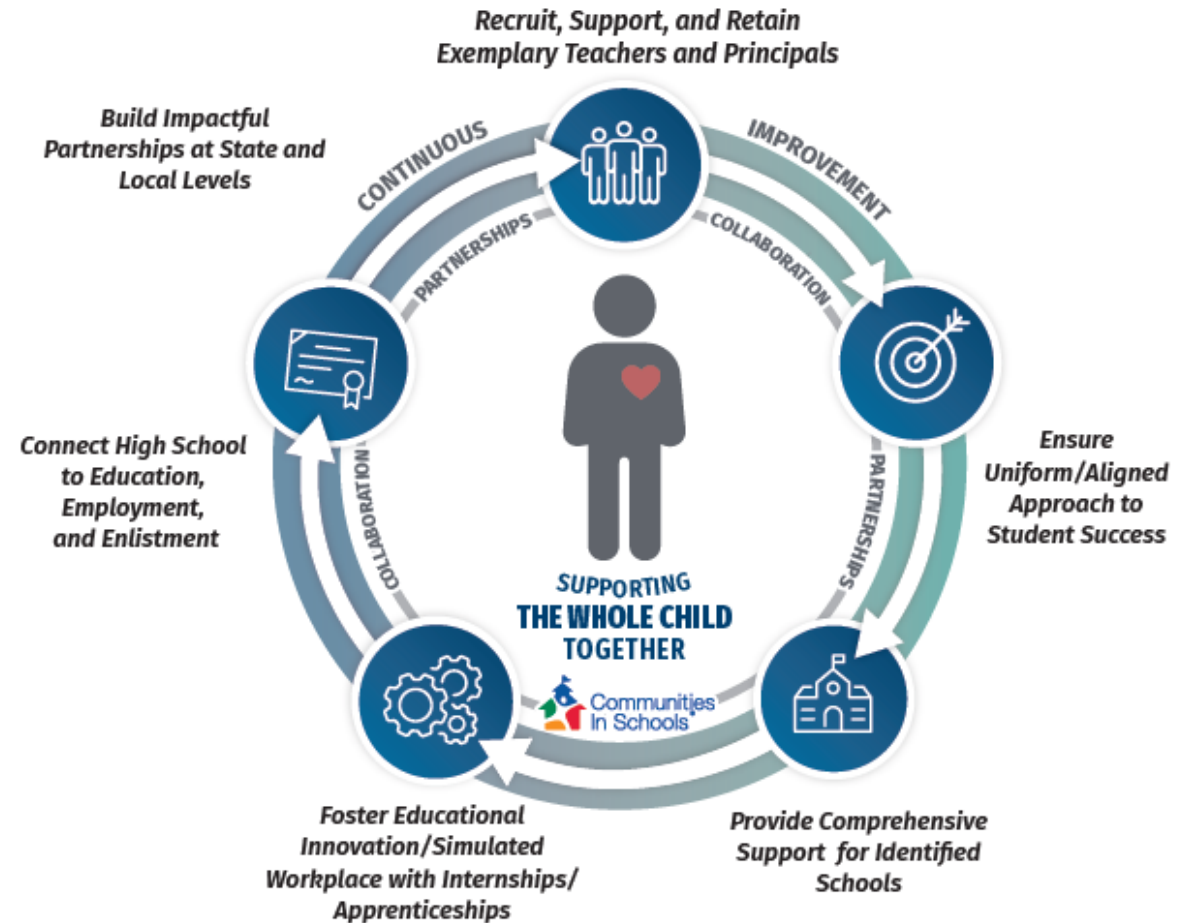 Recruit, Support, and Retain
Exemplary Teachers and Principals
Build Impactful
Partnerships at State and
Local Levels
CONTINUOUS
IMPROVEMENT
PARTNERSHIPS
COLLABORATION
Connect High School
to Education,
Employment,
and Enlistment
COLLABORATION
PARTNERSHIPS
Ensure
Uniform/Aligned
Approach to
Student Success
SUPPORTING
THE WHOLE CHILD
TOGETHER
Communities
In Schools
Foster Educational
Innovation/Simulated
Workplace with Internships/
Apprenticeships
Provide Comprehensive
Support for Identified
Schools